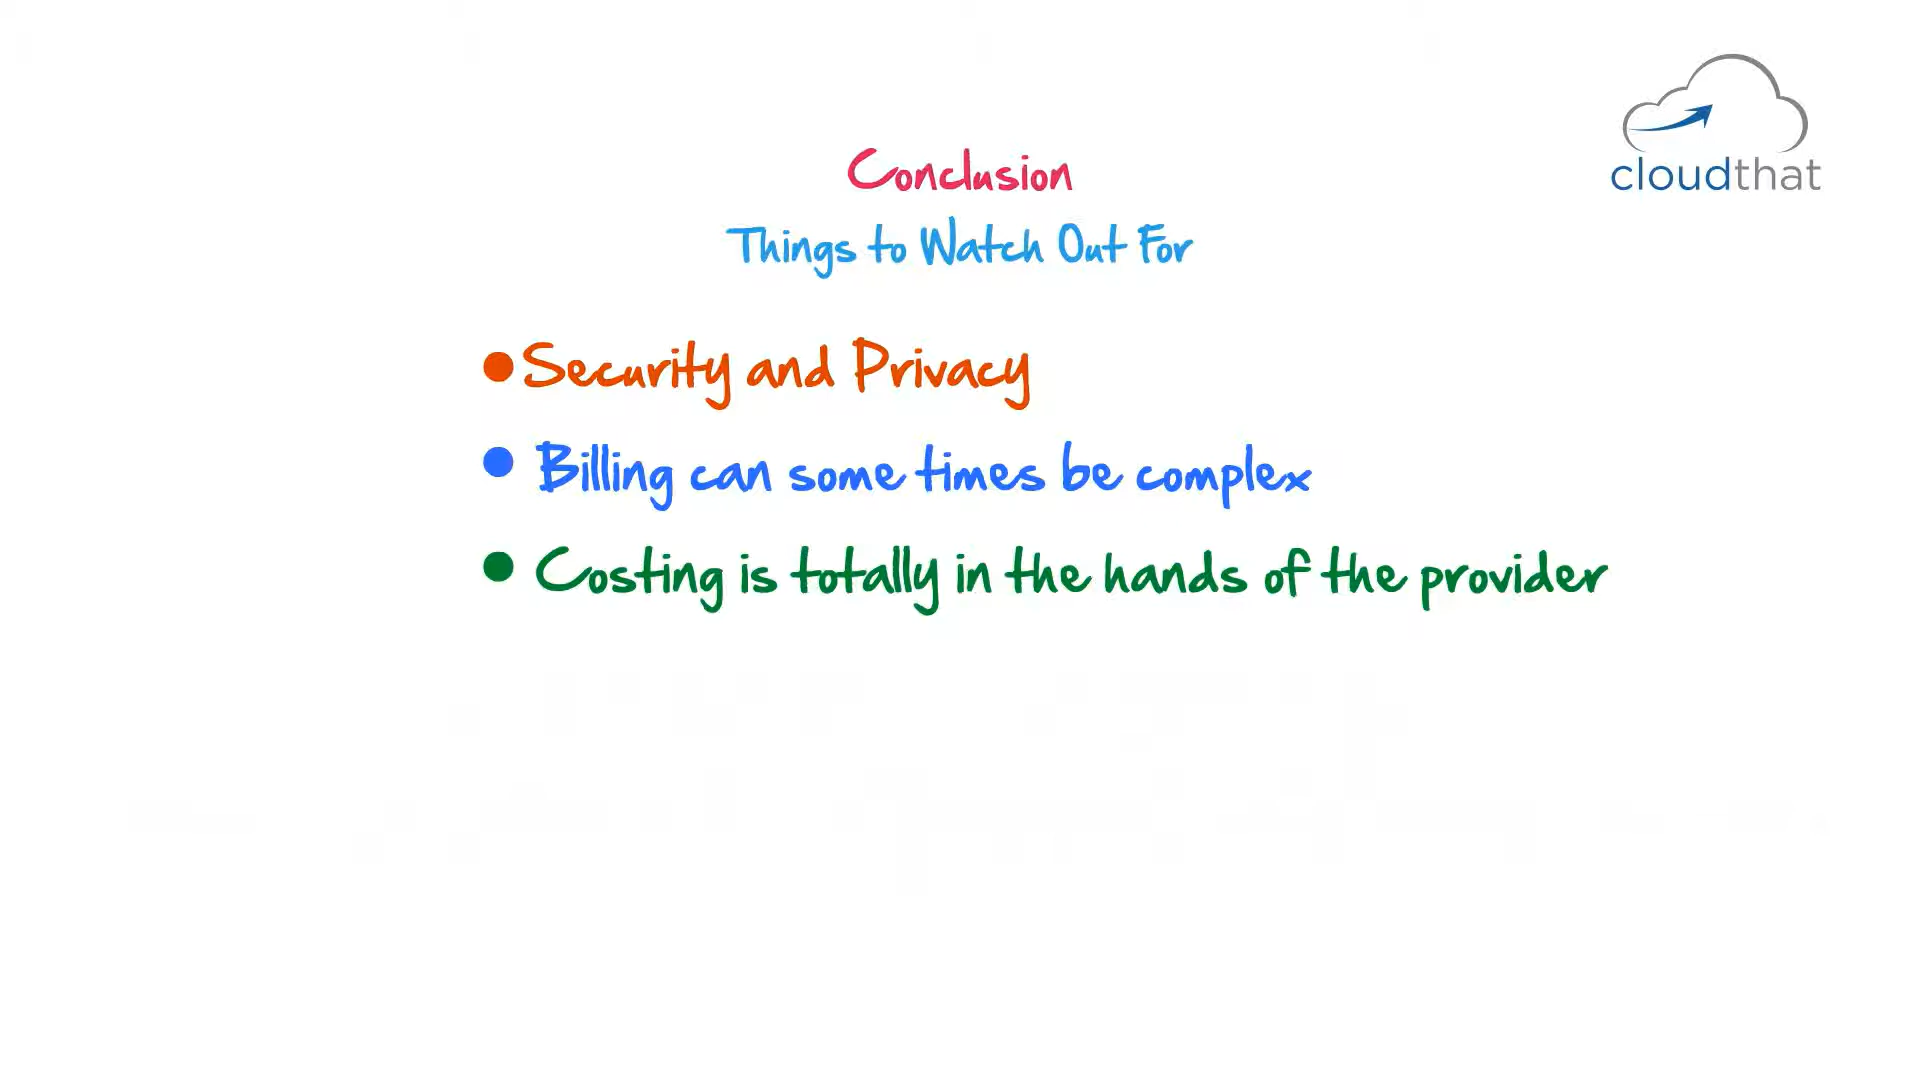 cloudthat
Conclusion
Things to Watch Out For
Security and Privacy
Billing can some times be complex
Costing is totally in the hands of the provider